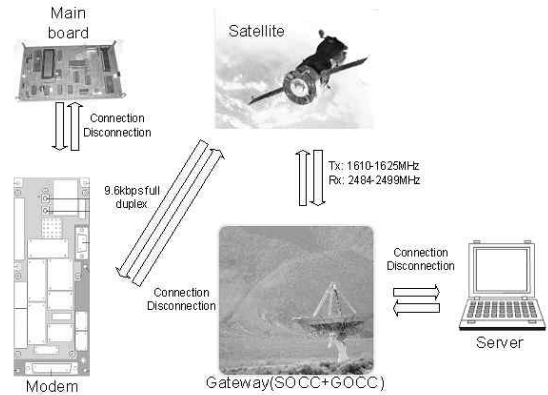 Main
board
Satellite
Connection
Disconnection
Tx: 1610-1625MHz
Rx: 2484-2499MHz
9.6kbps full
duplex
Connection
Disconnection
Connection
Disconnection
Server
Modem
Gateway(SOCC+GOCC)